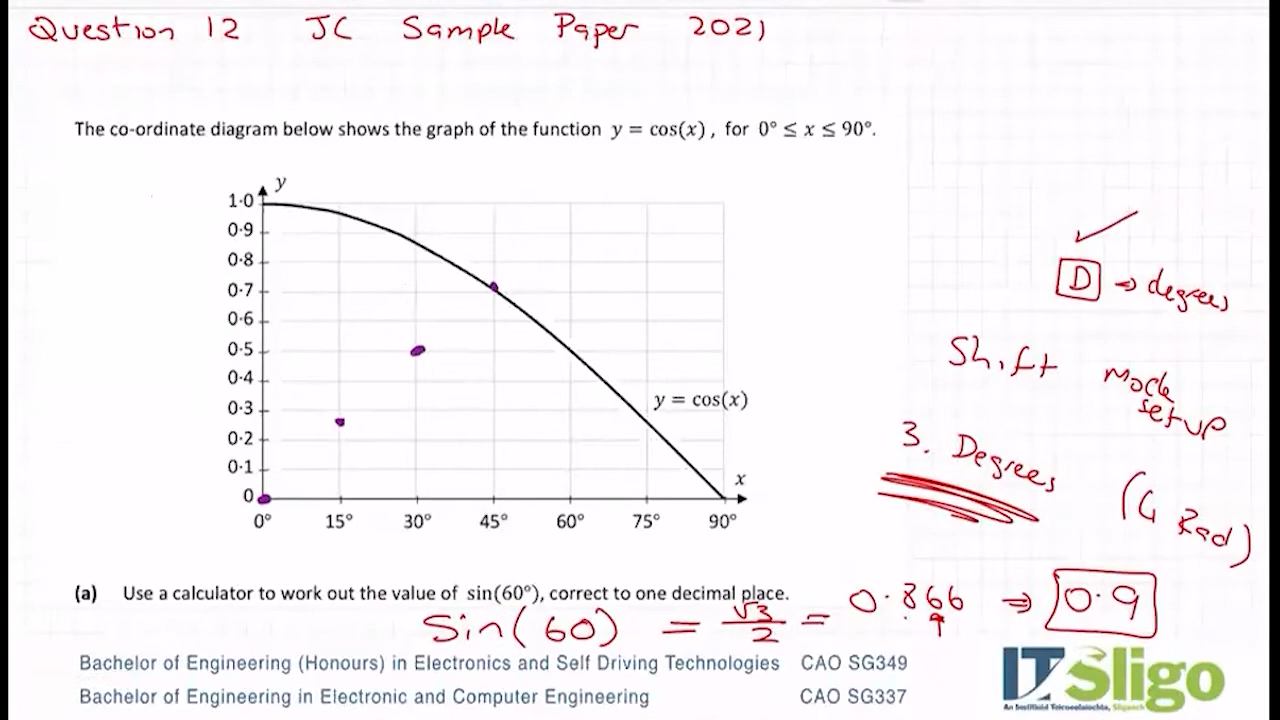 Question 12 JC Sample Paper 2021
The co-ordinate diagram below shows the graph of the function y = cos(x), for 0° ≤ x ≤ 90°.
y
1·0
0·9
0·8
0·7
0·6
0·5
0·4
0·3
0·2
0·1
0
y = cos(x)
x
0° 15° 30° 45° 60° 75° 90°
D ⇒ degrees
Shift mode
setup
3. Degrees
(4 Rad)
(a) Use a calculator to work out the value of sin(60°), correct to one decimal place.
Sin(60) = √3/2 = 0.866 ⇒ 0.9
Bachelor of Engineering (Honours) in Electronics and Self Driving Technologies CAO SG349
Bachelor of Engineering in Electronic and Computer Engineering CAO SG337
IT Sligo
An Institiúid Teicneolaíochta, Sligeach